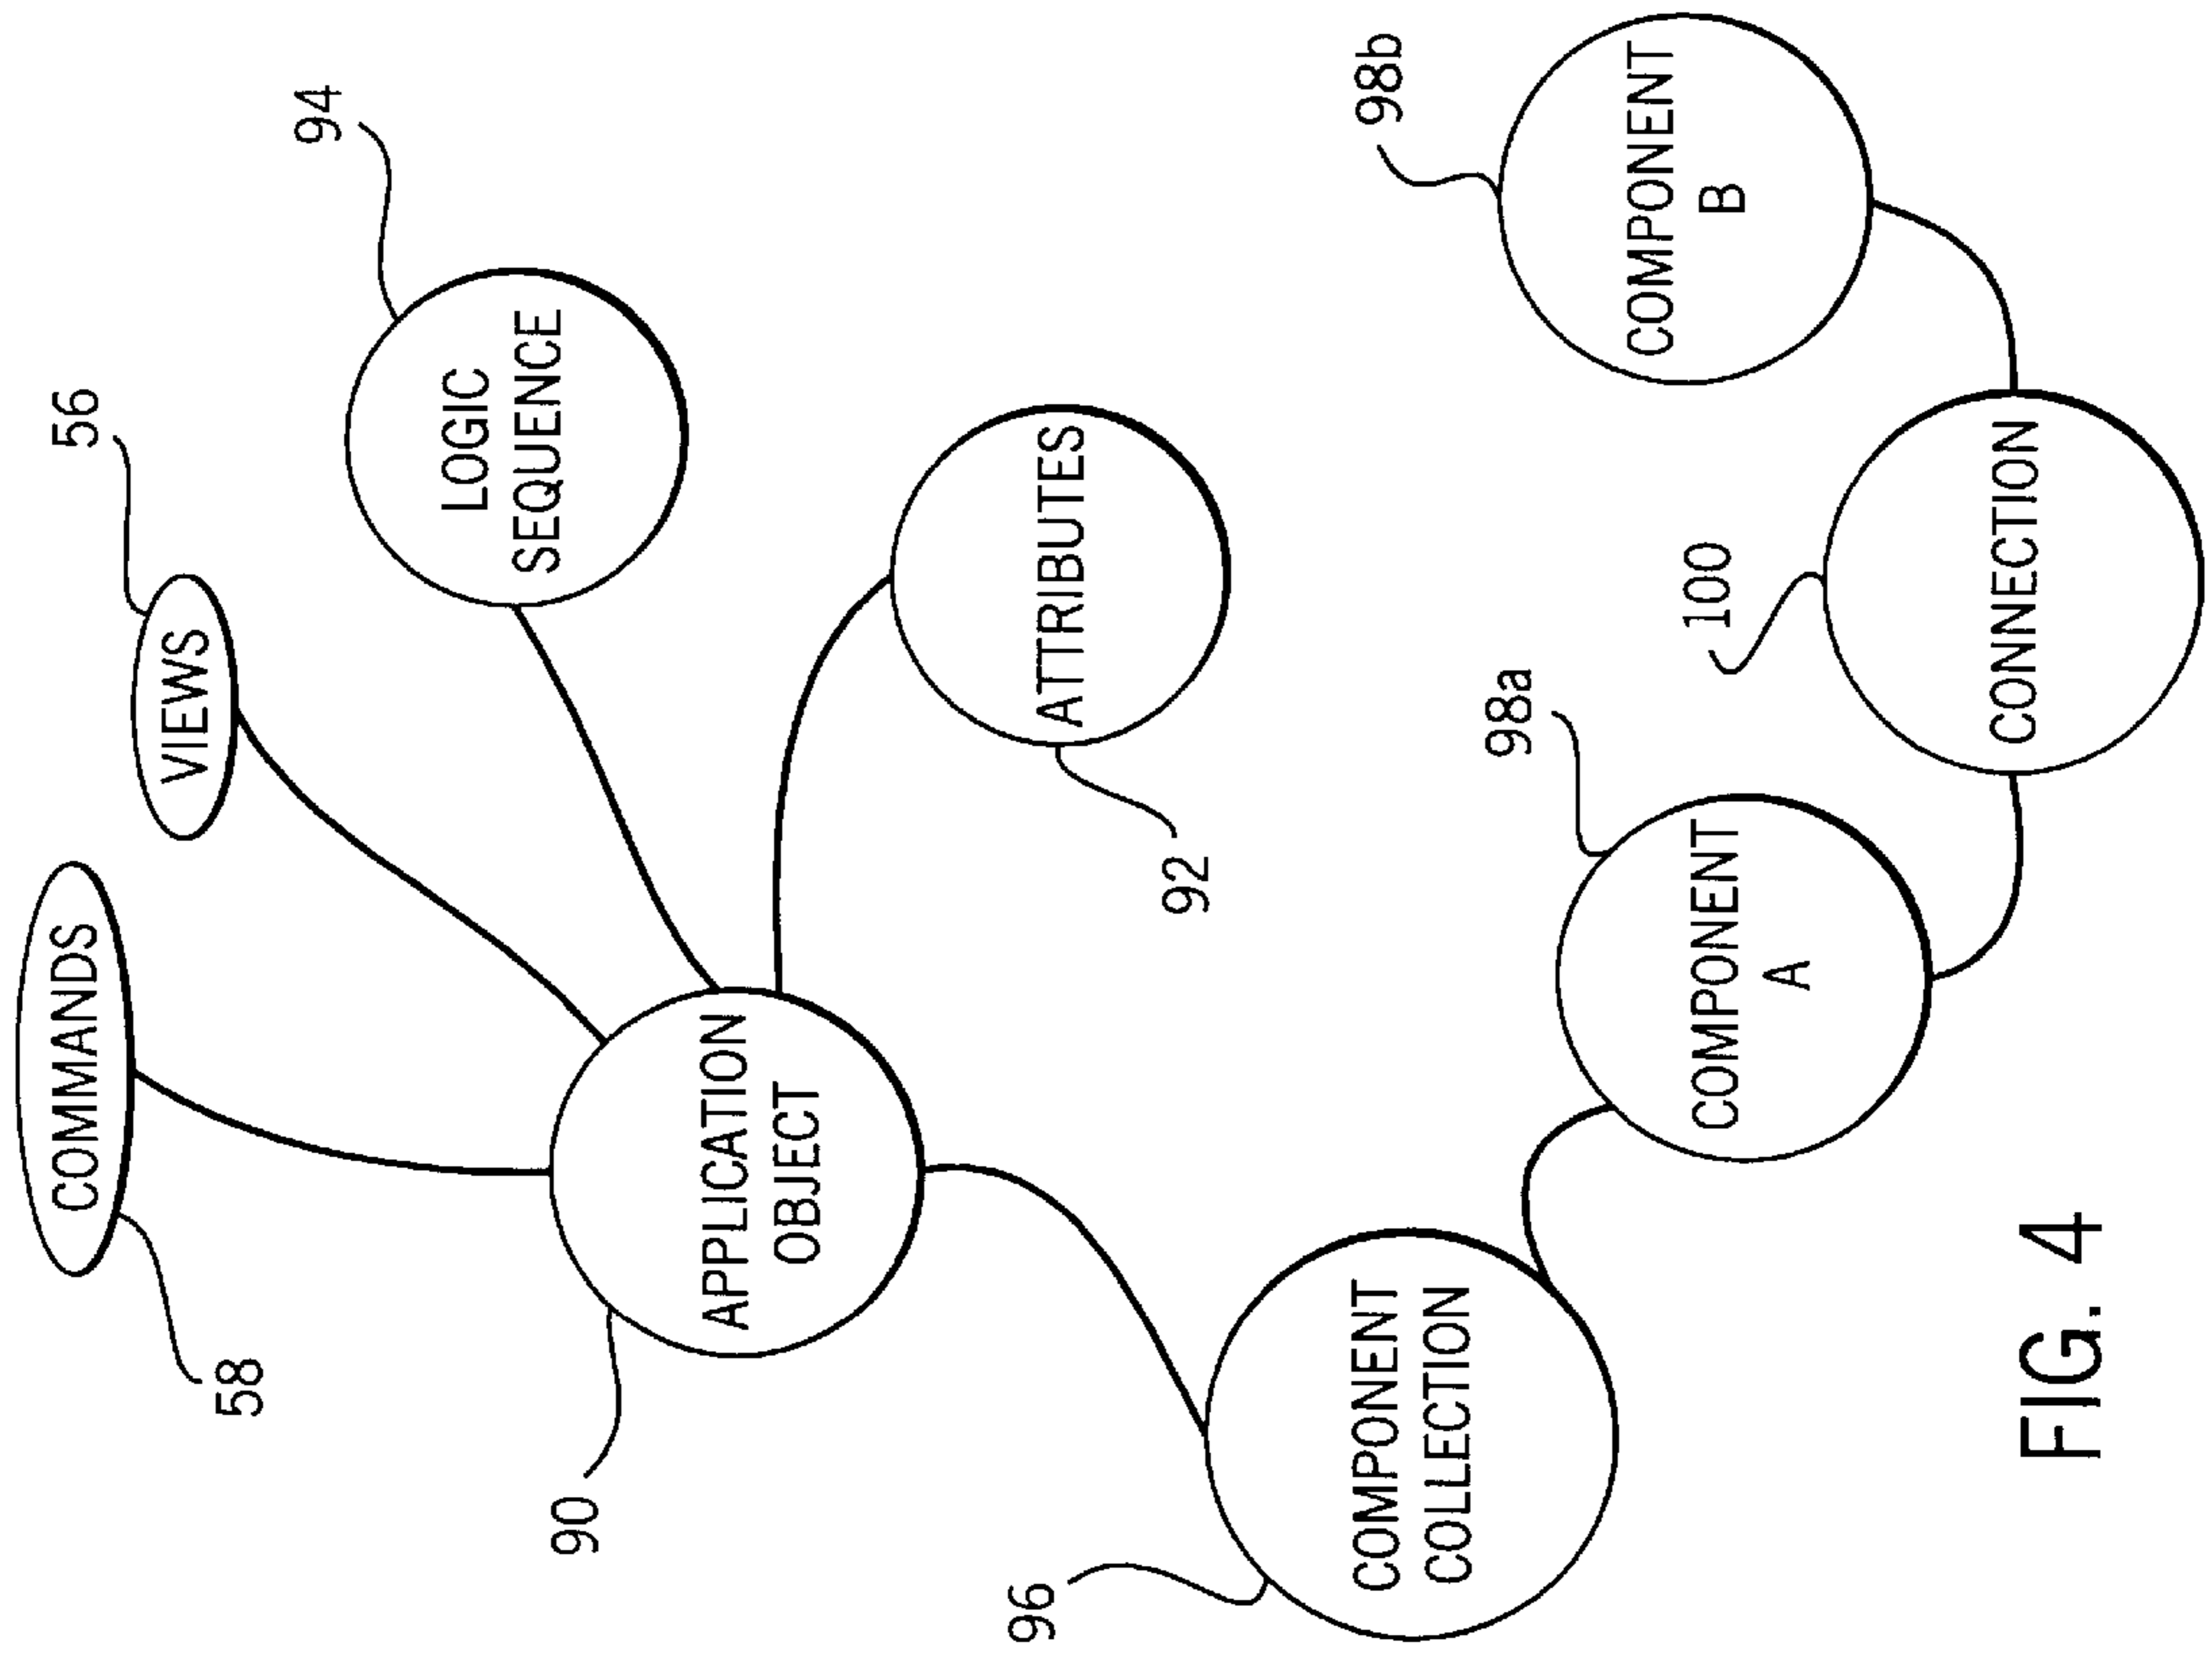 COMMANDS
58
VIEWS
56
94
LOGIC
SEQUENCE
90
APPLICATION
OBJECT
ATTRIBUTES
92
96
COMPONENT
COLLECTION
98a
COMPONENT
A
98b
COMPONENT
B
100
CONNECTION
FIG. 4